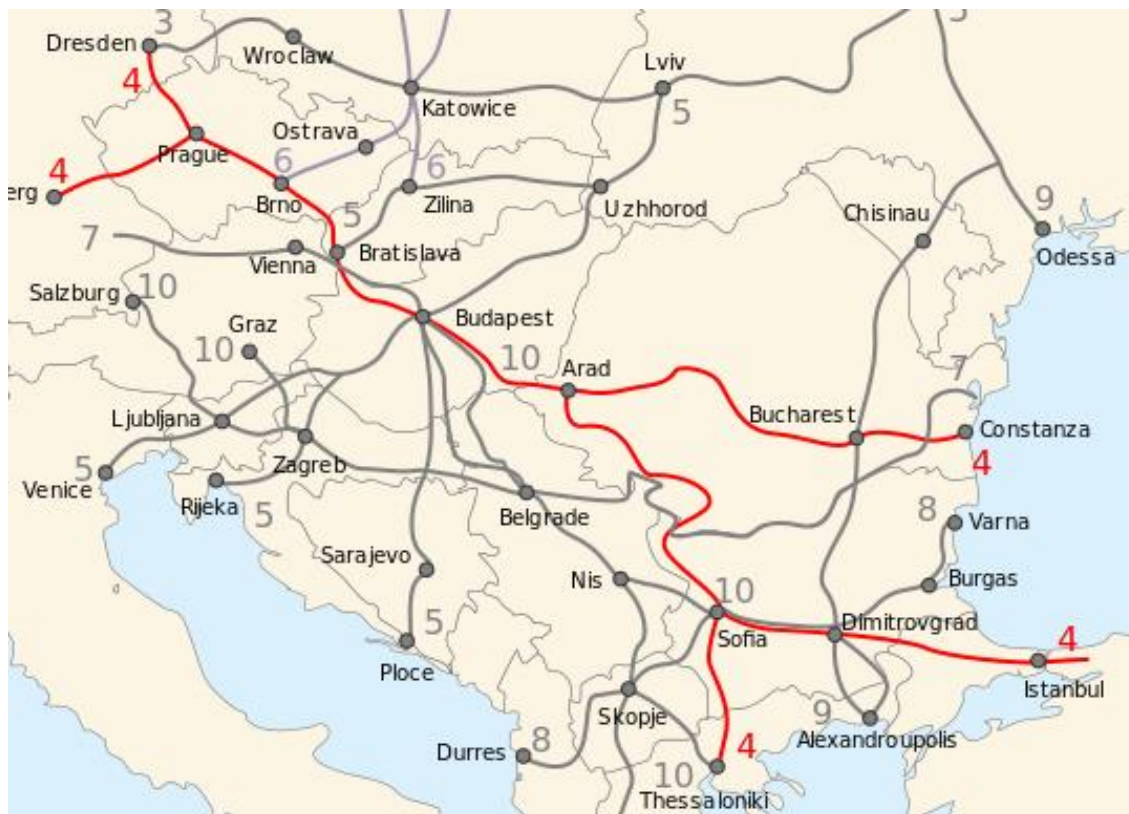 3
5
Dresden
Wroclaw
Lviv
4
Katowice
5
Ostrava
Prague
6
6
4
erg
Brno
Zilina
Uzhhorod
Chisinau
9
5
7
Vienna
Bratislava
Odessa
Salzburg
10
Graz
Budapest
10
10
Arad
7
Ljubljana
Bucharest
Constanza
Zagreb
4
5
Venice
Rijeka
5
Belgrade
8
Varna
Sarajevo
Nis
10
Burgas
5
Sofia
Dimitrovgrad
4
Ploce
Istanbul
Skopje
9
Alexandroupolis
Durres
8
4
10
Thessaloniki